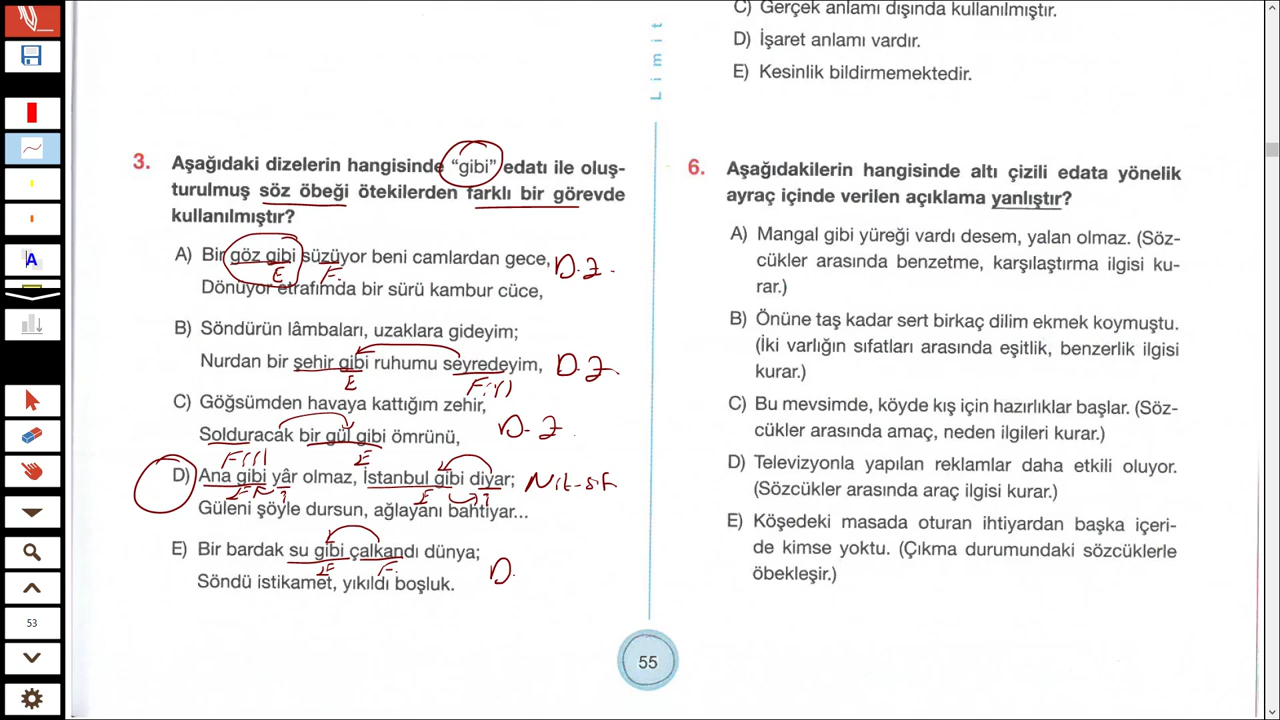 C) Gerçek anlamı dışında kullanılmıştır.
D) İşaret anlamı vardır.
E) Kesinlik bildirmemektedir.
Limit
3. Aşağıdaki dizelerin hangisinde “gibi” edatı ile oluş-
turulmuş söz öbeği ötekilerden farklı bir görevde
kullanılmıştır?
A) Bir göz gibi süzüyor beni camlardan gece, D.Z.
E F.
Dönüyor etrafımda bir sürü kambur cüce,
B) Söndürün lâmbaları, uzaklara gideyim;
Nurdan bir şehir gibi ruhumu seyredeyim, D.Z
E F(i)
C) Göğsümden havaya kattığım zehir,
Solduracak bir gül gibi ömrünü, D.Z.
F(i) E
D) Ana gibi yâr olmaz, İstanbul gibi diyar; Nit-sıf
E İ E İ
Güleni şöyle dursun, ağlayanı bahtiyar...
E) Bir bardak su gibi çalkandı dünya; D.
E F.
Söndü istikamet, yıkıldı boşluk.
6. Aşağıdakilerin hangisinde altı çizili edata yönelik
ayraç içinde verilen açıklama yanlıştır?
A) Mangal gibi yüreği vardı desem, yalan olmaz. (Söz-
cükler arasında benzetme, karşılaştırma ilgisi ku-
rar.)
B) Önüne taş kadar sert birkaç dilim ekmek koymuştu.
(İki varlığın sıfatları arasında eşitlik, benzerlik ilgisi
kurar.)
C) Bu mevsimde, köyde kış için hazırlıklar başlar. (Söz-
cükler arasında amaç, neden ilgileri kurar.)
D) Televizyonla yapılan reklamlar daha etkili oluyor.
(Sözcükler arasında araç ilgisi kurar.)
E) Köşedeki masada oturan ihtiyardan başka içeri-
de kimse yoktu. (Çıkma durumundaki sözcüklerle
öbekleşir.)
A
53
55